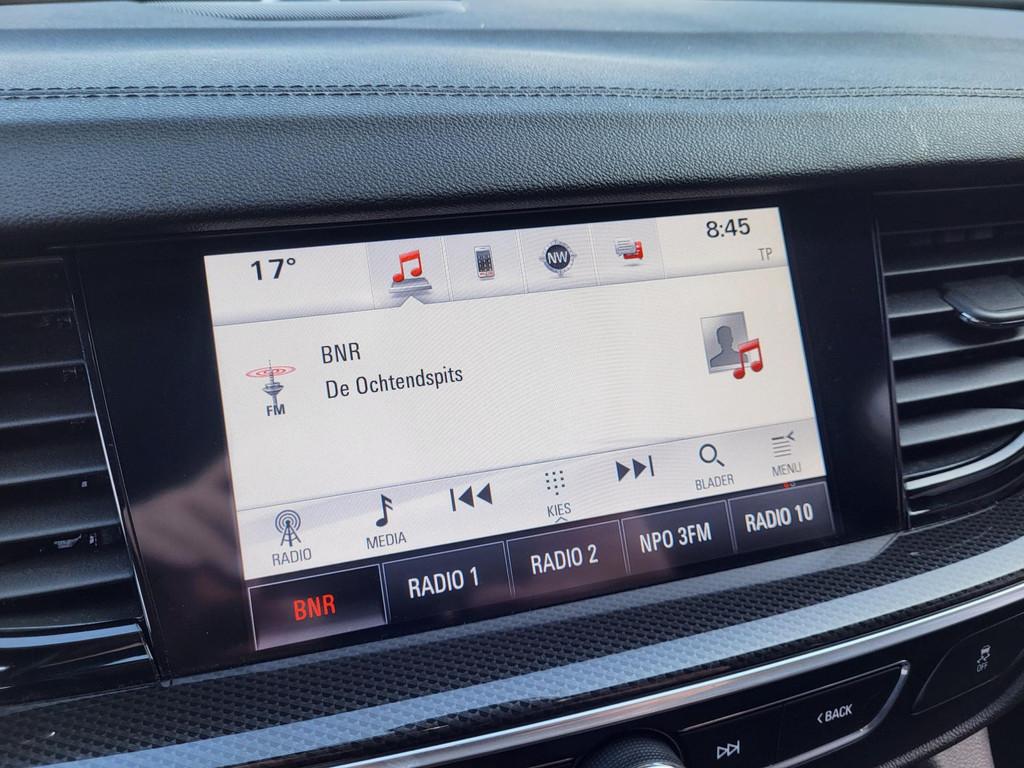 17°
NW
8:45
TP
BNR
De Ochtendspits
FM
RADIO
MEDIA
KIES
BLADER
MENU
BNR
RADIO 1
RADIO 2
NPO 3FM
RADIO 10
OFF
BACK